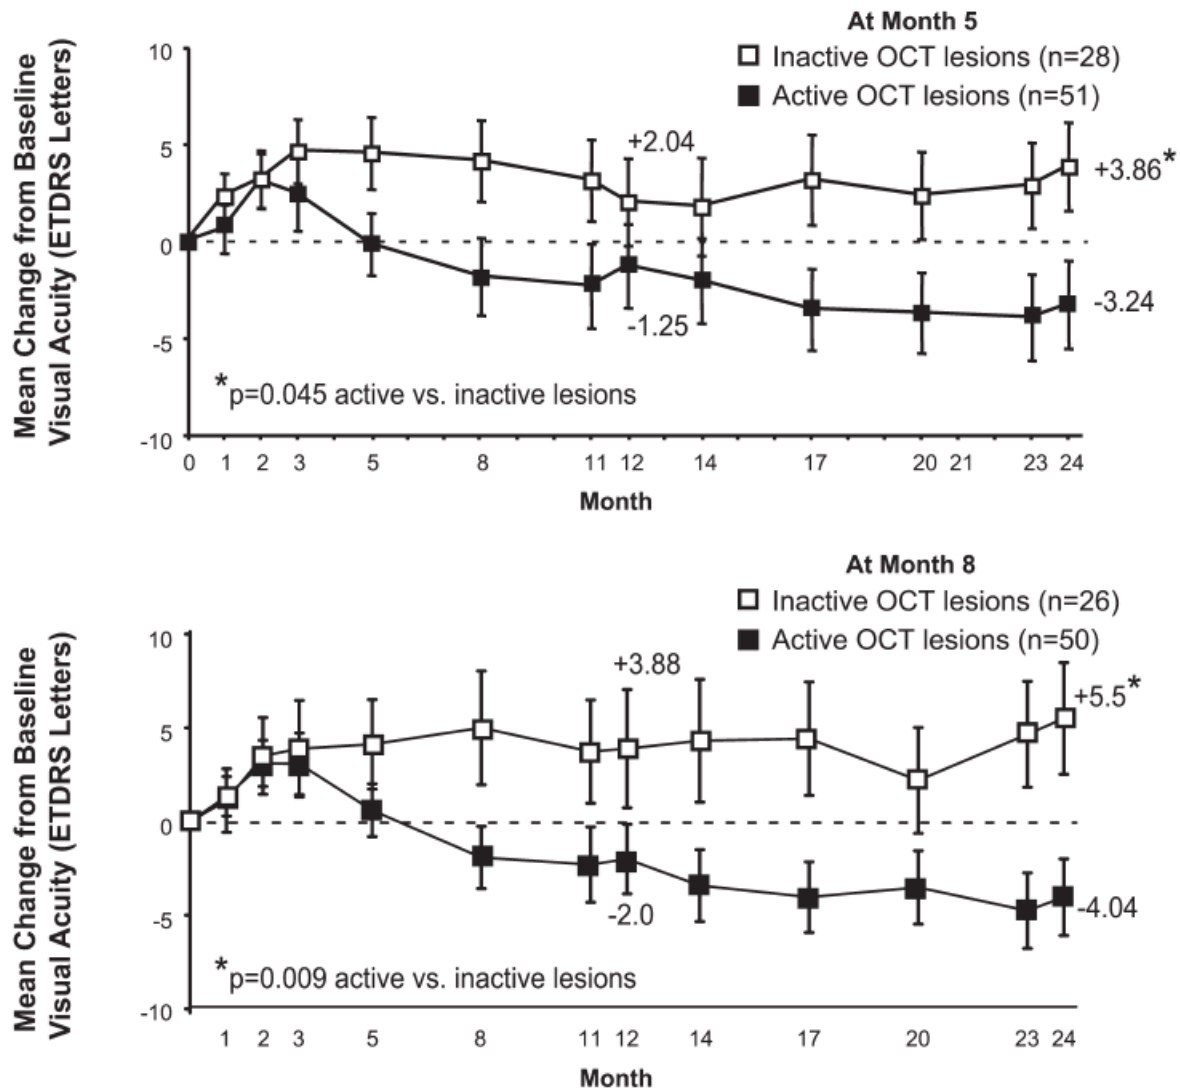 At Month 5
Inactive OCT lesions (n=28)
Active OCT lesions (n=51)
Mean Change from Baseline
Visual Acuity (ETDRS Letters)
10
5
0
-5
-10
+2.04
+3.86*
-1.25
-3.24
*p=0.045 active vs. inactive lesions
0 1 2 3 5 8 11 12 14 17 20 21 23 24
Month
At Month 8
Inactive OCT lesions (n=26)
Active OCT lesions (n=50)
Mean Change from Baseline
Visual Acuity (ETDRS Letters)
10
5
0
-5
-10
+3.88
+5.5*
-2.0
-4.04
*p=0.009 active vs. inactive lesions
1 2 3 5 8 11 12 14 17 20 23 24
Month